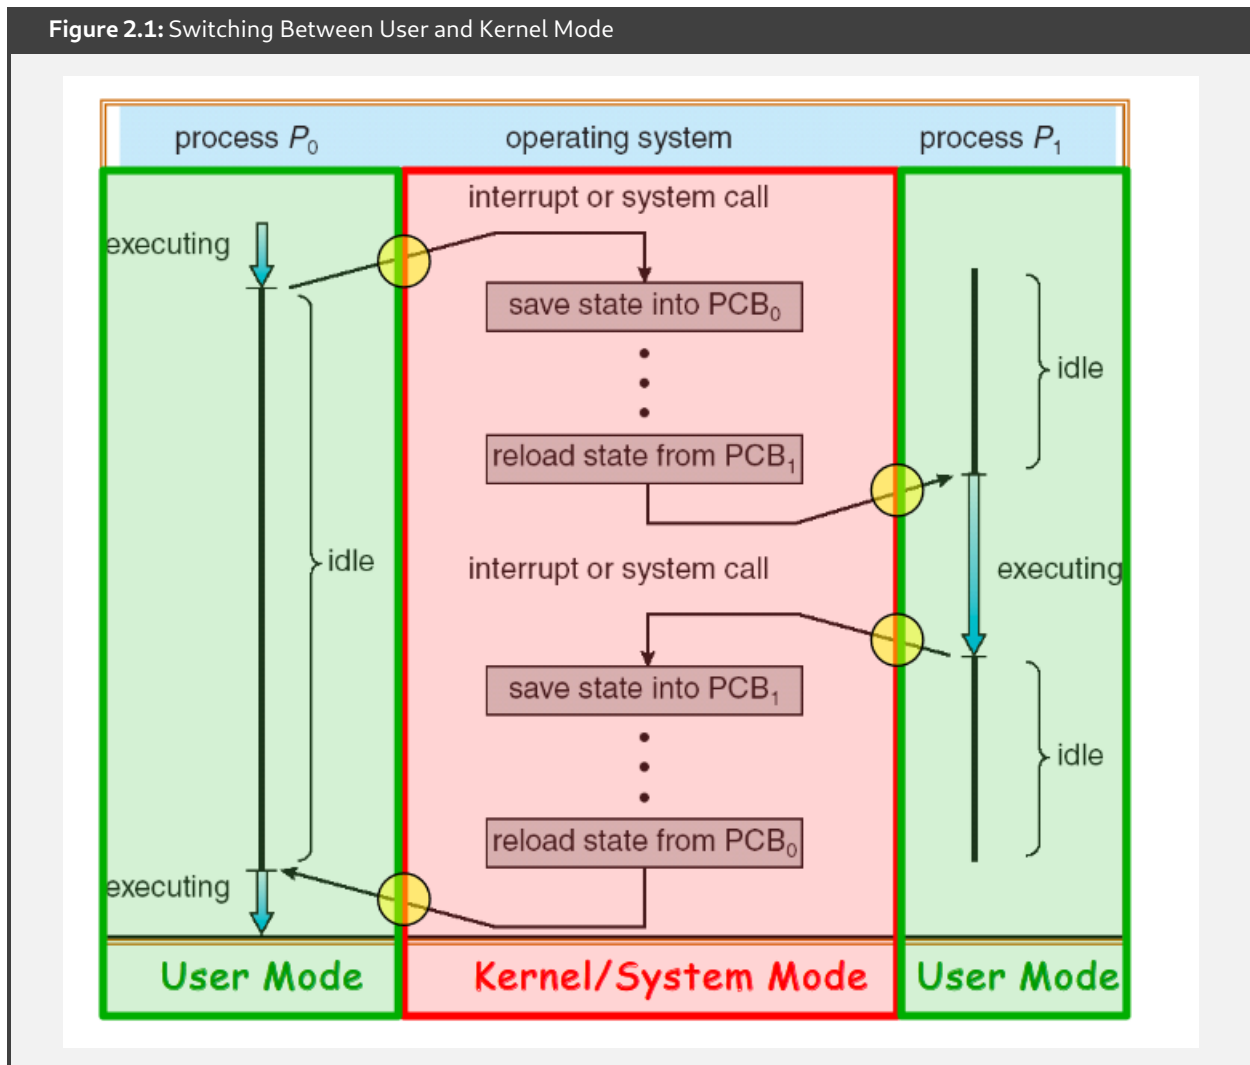 Figure 2.1: Switching Between User and Kernel Mode
process P₀ operating system process P₁
interrupt or system call
executing
save state into PCB₀
idle
reload state from PCB₁
idle
interrupt or system call
executing
save state into PCB₁
idle
reload state from PCB₀
executing
User Mode Kernel/System Mode User Mode